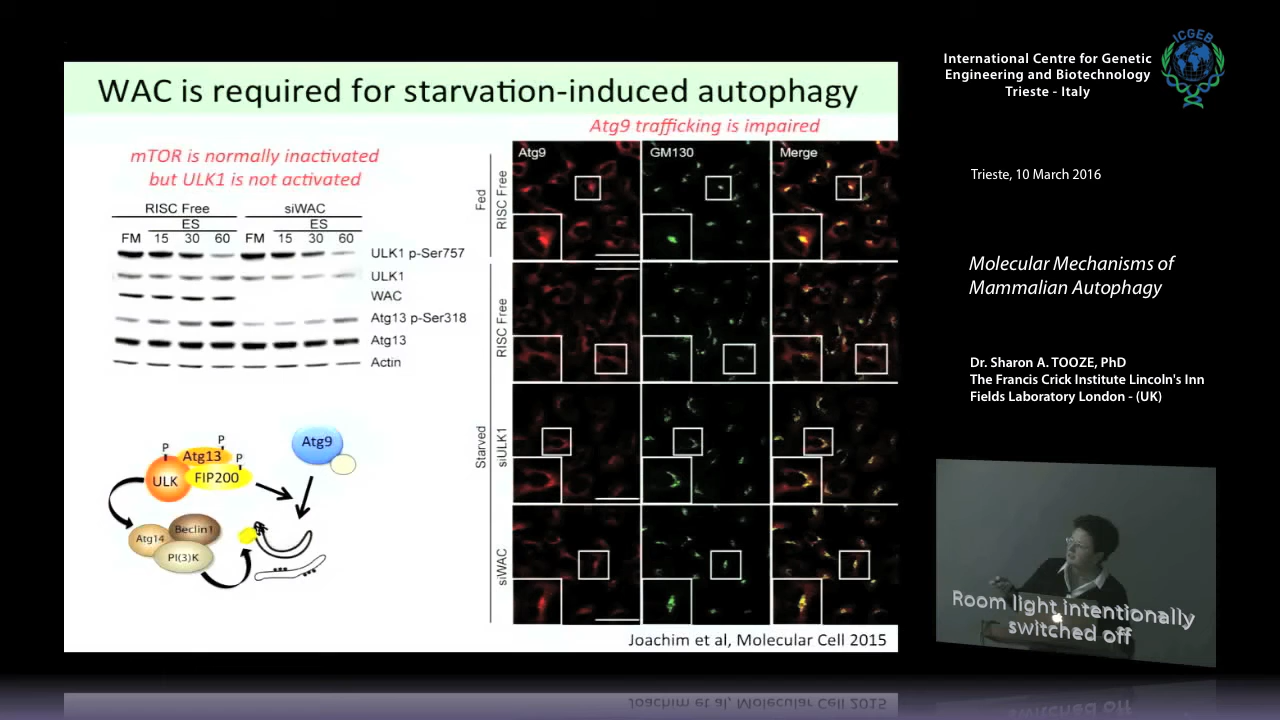 WAC is required for starvation-induced autophagy
Atg9 trafficking is impaired
mTOR is normally inactivated
but ULK1 is not activated
RISC Free siWAC
ES ES
FM 15 30 60 FM 15 30 60
ULK1 p-Ser757
ULK1
WAC
Atg13 p-Ser318
Atg13
Actin
P
P
P
Atg13
ULK
FIP200
Atg9
Beclin1
Atg14
PI(3)K
Atg9 GM130 Merge
Fed
RISC Free
Starved
RISC Free
siULK1
siWAC
Joachim et al, Molecular Cell 2015
International Centre for Genetic
Engineering and Biotechnology
Trieste - Italy
ICGEB
Trieste, 10 March 2016
Molecular Mechanisms of
Mammalian Autophagy
Dr. Sharon A. TOOZE, PhD
The Francis Crick Institute Lincoln's Inn
Fields Laboratory London - (UK)
Room light intentionally
switched off